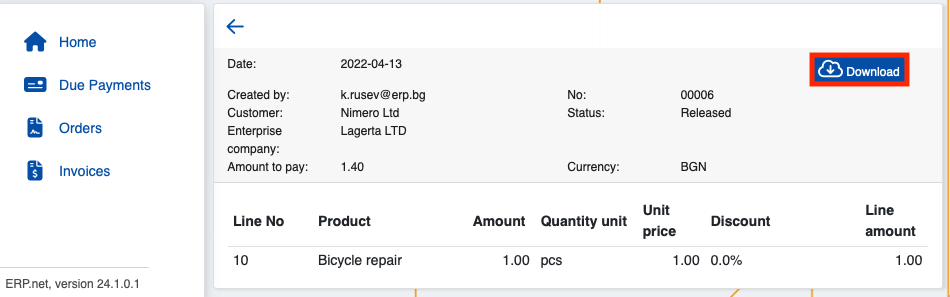 Home
Due Payments
Orders
Invoices
ERP.net, version 24.1.0.1
Date: 2022-04-13
Download
Created by: k.rusev@erp.bg No: 00006
Customer: Nimero Ltd Status: Released
Enterprise company: Lagerta LTD
Amount to pay: 1.40 Currency: BGN
Line No Product Amount Quantity unit Unit price Discount Line amount
10 Bicycle repair 1.00 pcs 1.00 0.0% 1.00